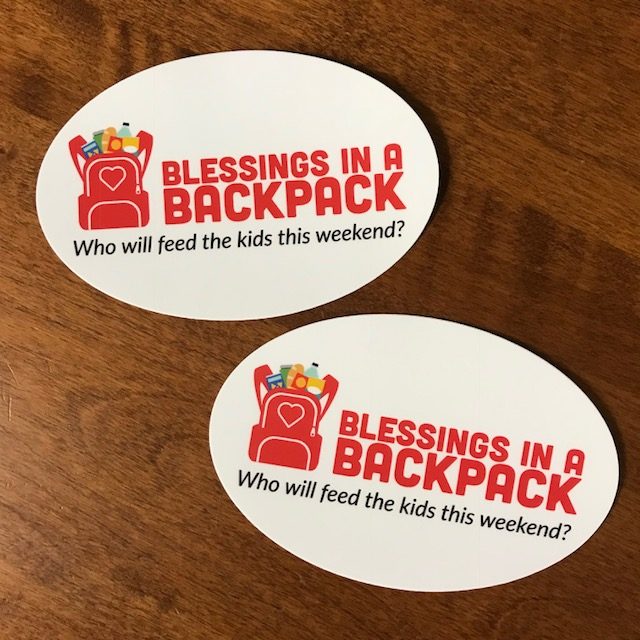 BLESSINGS IN A
BACKPACK
Who will feed the kids this weekend?
BLESSINGS IN A
BACKPACK
Who will feed the kids this weekend?